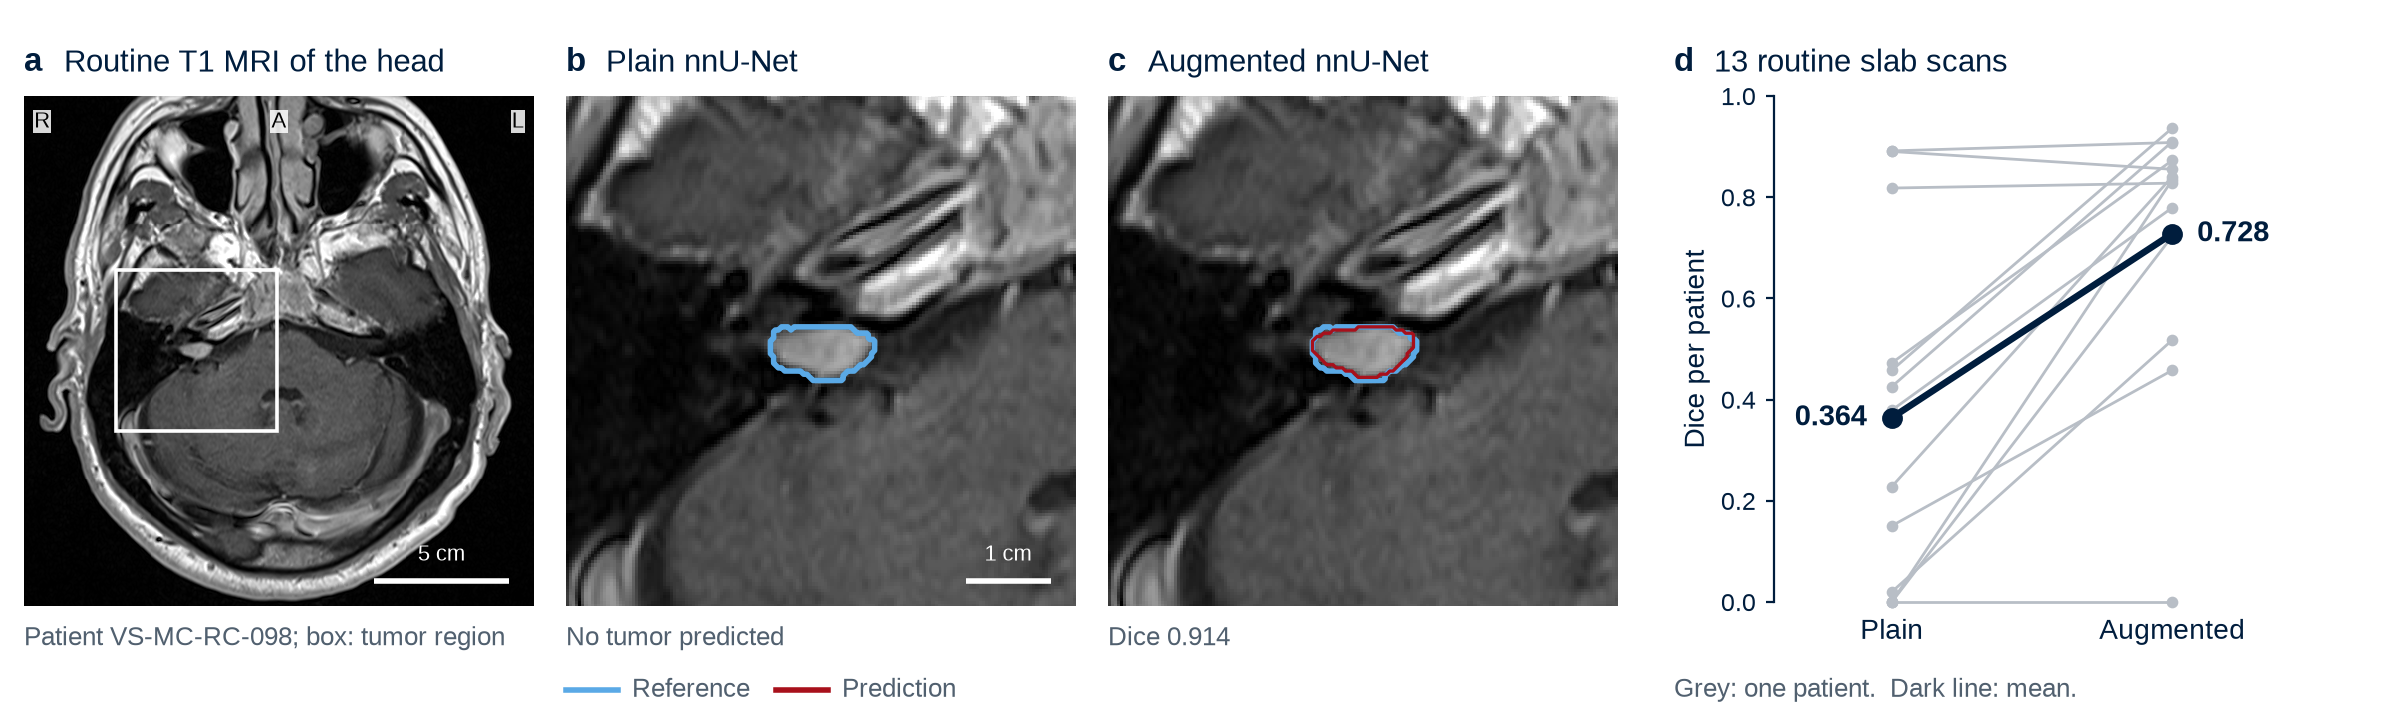 a Routine T1 MRI of the head
R A L
5 cm
Patient VS-MC-RC-098; box: tumor region
b Plain nnU-Net
1 cm
No tumor predicted
c Augmented nnU-Net
Dice 0.914
Reference Prediction
d 13 routine slab scans
Dice per patient
1.0
0.8
0.6
0.4
0.2
0.0
0.364
0.728
Plain Augmented
Grey: one patient. Dark line: mean.